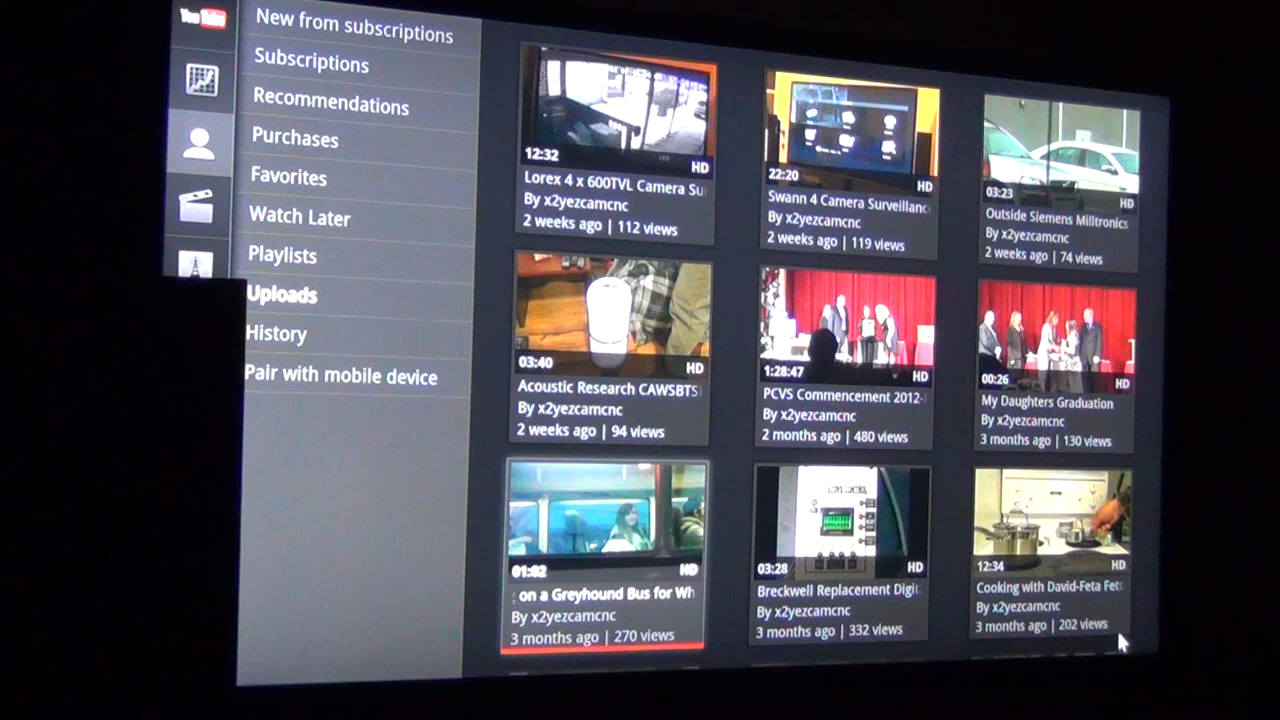 YouTube
New from subscriptions
Subscriptions
Recommendations
Purchases
Favorites
Watch Later
Playlists
Uploads
History
Pair with mobile device
12:32
HD
Lorex 4 x 600TVL Camera Su
By x2yezcamcnc
2 weeks ago | 112 views
22:20
HD
Swann 4 Camera Surveillanc
By x2yezcamcnc
2 weeks ago | 119 views
03:23
HD
Outside Siemens Milltronics
By x2yezcamcnc
2 weeks ago | 74 views
03:40
HD
Acoustic Research CAWSBTS
By x2yezcamcnc
2 weeks ago | 94 views
1:28:47
HD
PCVS Commencement 2012-
By x2yezcamcnc
2 months ago | 480 views
00:26
HD
My Daughters Graduation
By x2yezcamcnc
3 months ago | 130 views
01:02
HD
on a Greyhound Bus for Wh
By x2yezcamcnc
3 months ago | 270 views
03:28
HD
Breckwell Replacement Digit
By x2yezcamcnc
3 months ago | 332 views
12:34
HD
Cooking with David-Feta Fett
By x2yezcamcnc
3 months ago | 202 views